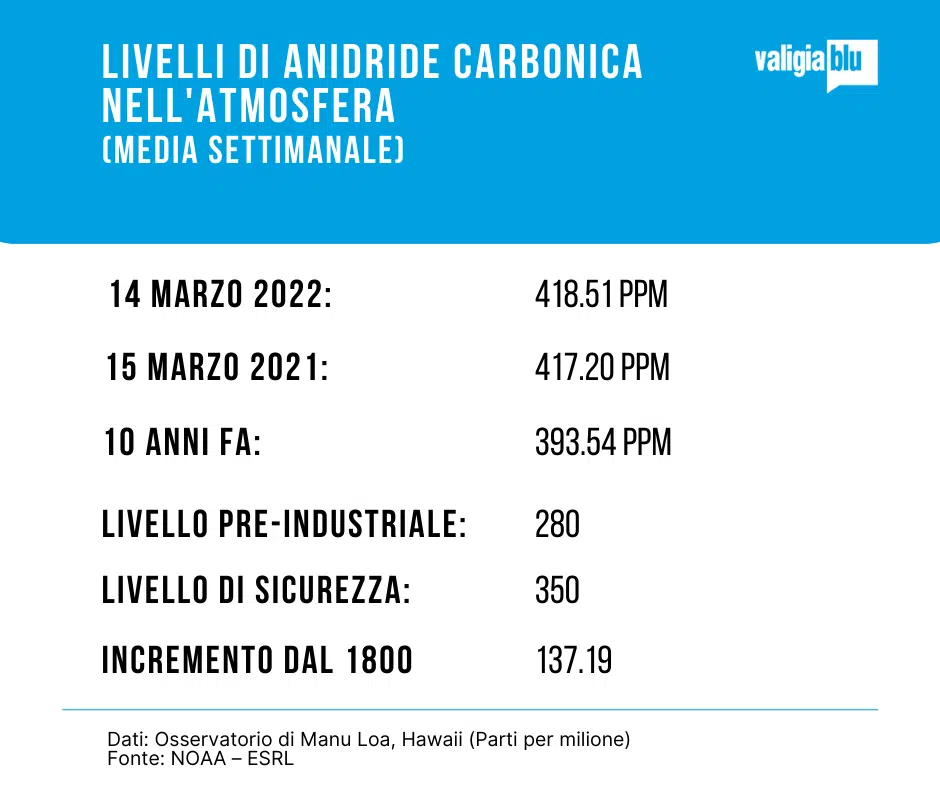 LIVELLI DI ANIDRIDE CARBONICA
NELL'ATMOSFERA
(MEDIA SETTIMANALE)
valigiablu
14 MARZO 2022: 418.51 PPM
15 MARZO 2021: 417.20 PPM
10 ANNI FA: 393.54 PPM
LIVELLO PRE-INDUSTRIALE: 280
LIVELLO DI SICUREZZA: 350
INCREMENTO DAL 1800 137.19
Dati: Osservatorio di Manu Loa, Hawaii (Parti per milione)
Fonte: NOAA – ESRL